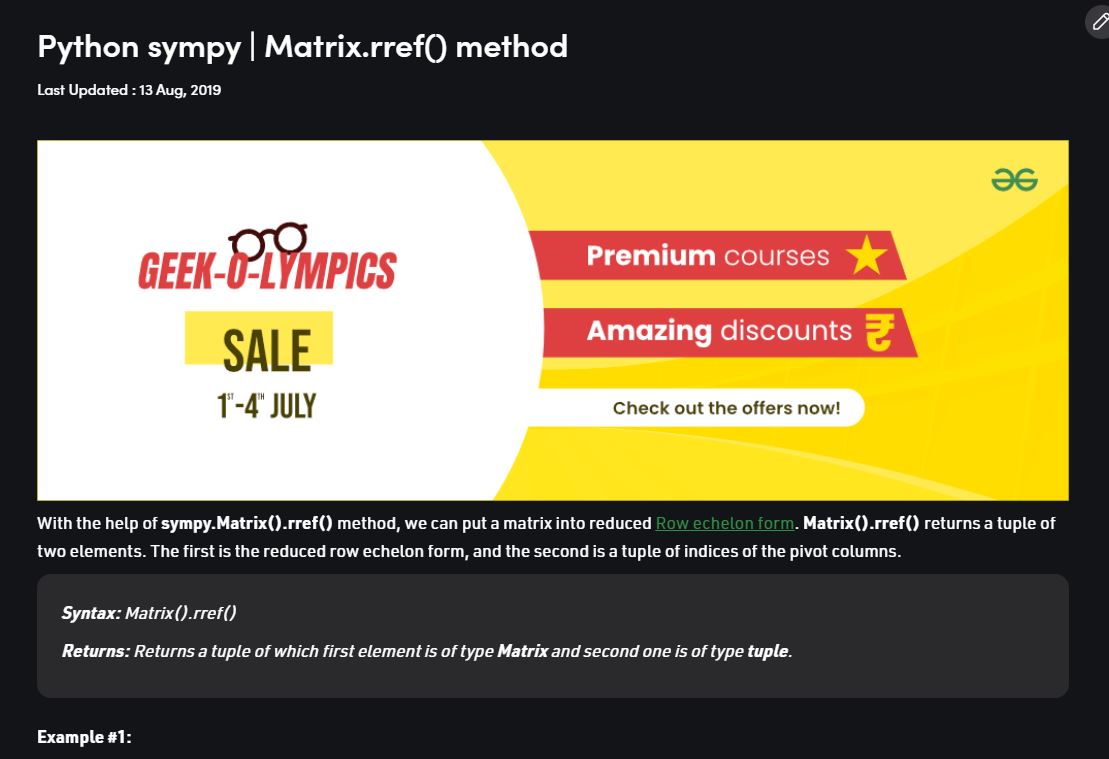 Python sympy | Matrix.rref() method
Last Updated : 13 Aug, 2019
GEEK-O-LYMPICS
SALE
1ST-4TH JULY
Premium courses
Amazing discounts ₹
Check out the offers now!
With the help of sympy.Matrix().rref() method, we can put a matrix into reduced Row echelon form. Matrix().rref() returns a tuple of
two elements. The first is the reduced row echelon form, and the second is a tuple of indices of the pivot columns.
Syntax: Matrix().rref()
Returns: Returns a tuple of which first element is of type Matrix and second one is of type tuple.
Example #1: